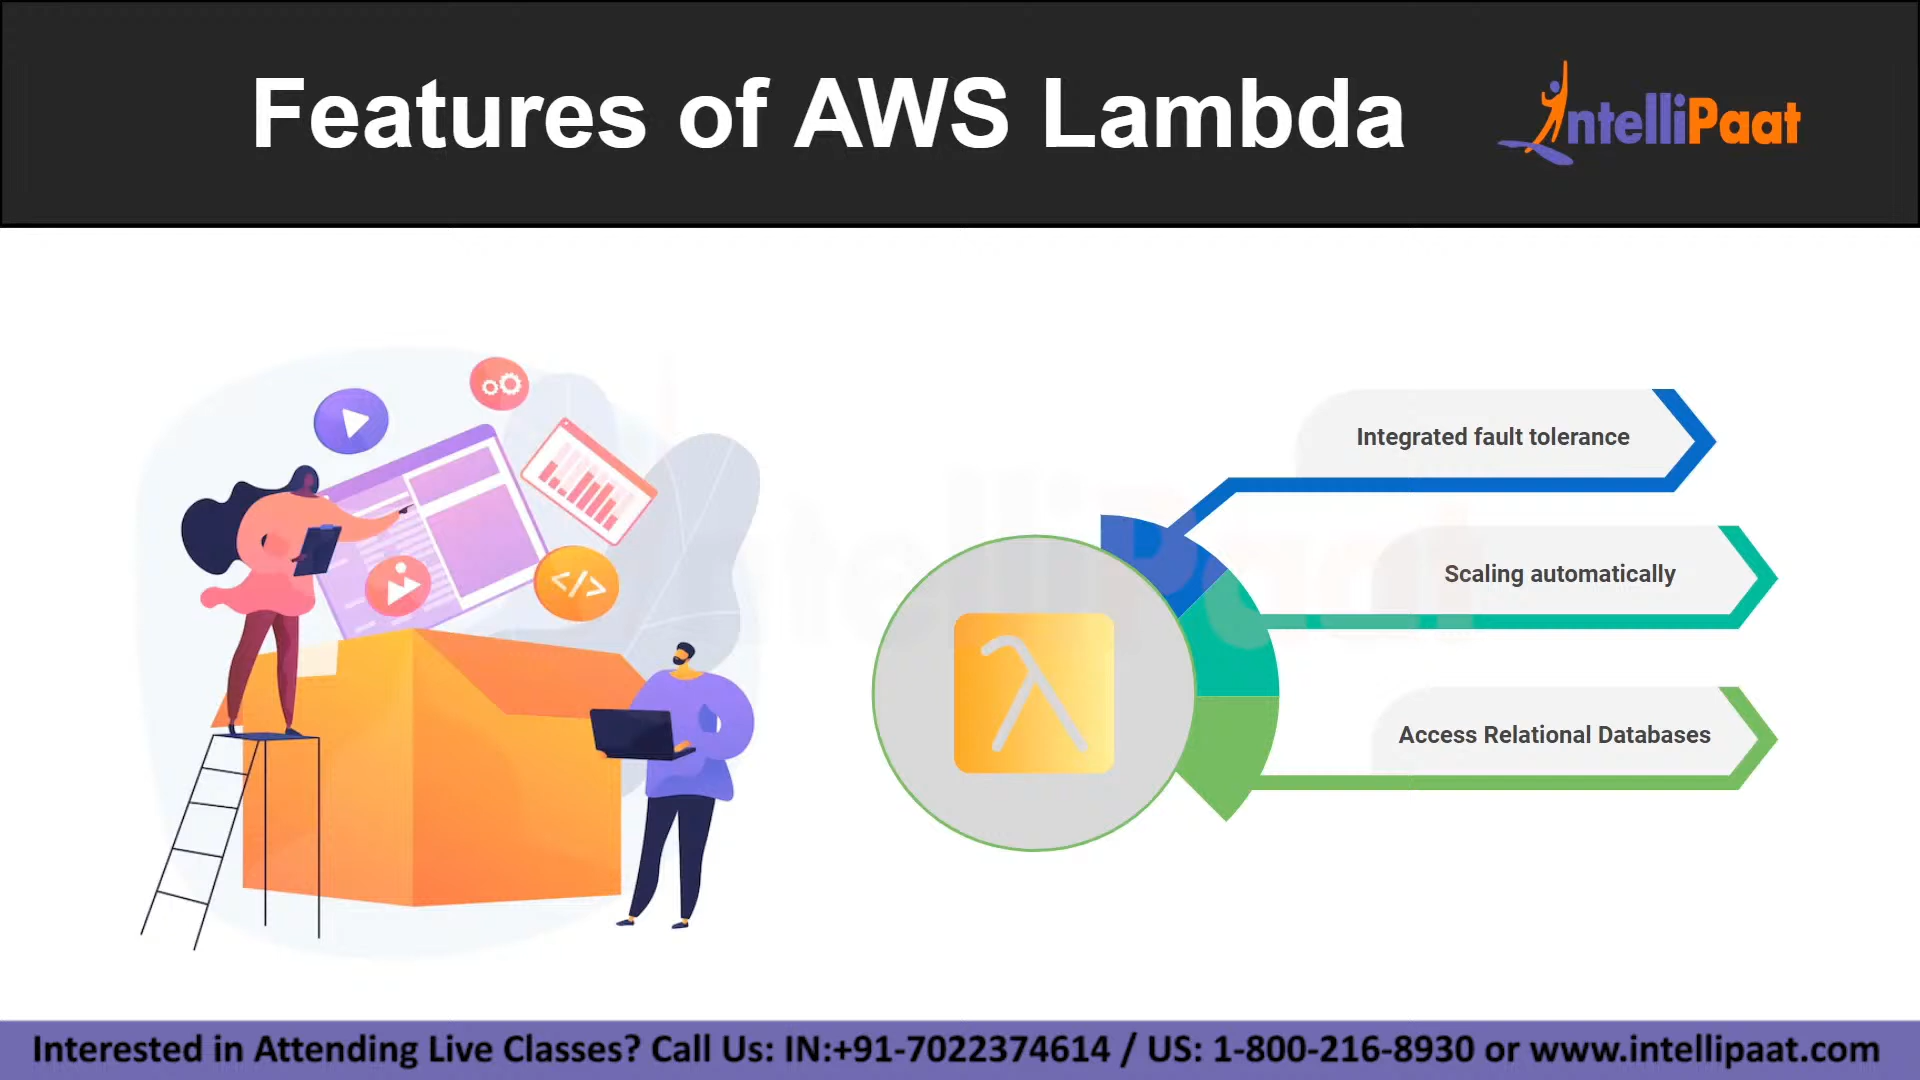 Features of AWS Lambda
IntelliPaat
Integrated fault tolerance
Scaling automatically
Access Relational Databases
</>
IntelliPaat
Interested in Attending Live Classes? Call Us: IN:+91-7022374614 / US: 1-800-216-8930 or www.intellipaat.com